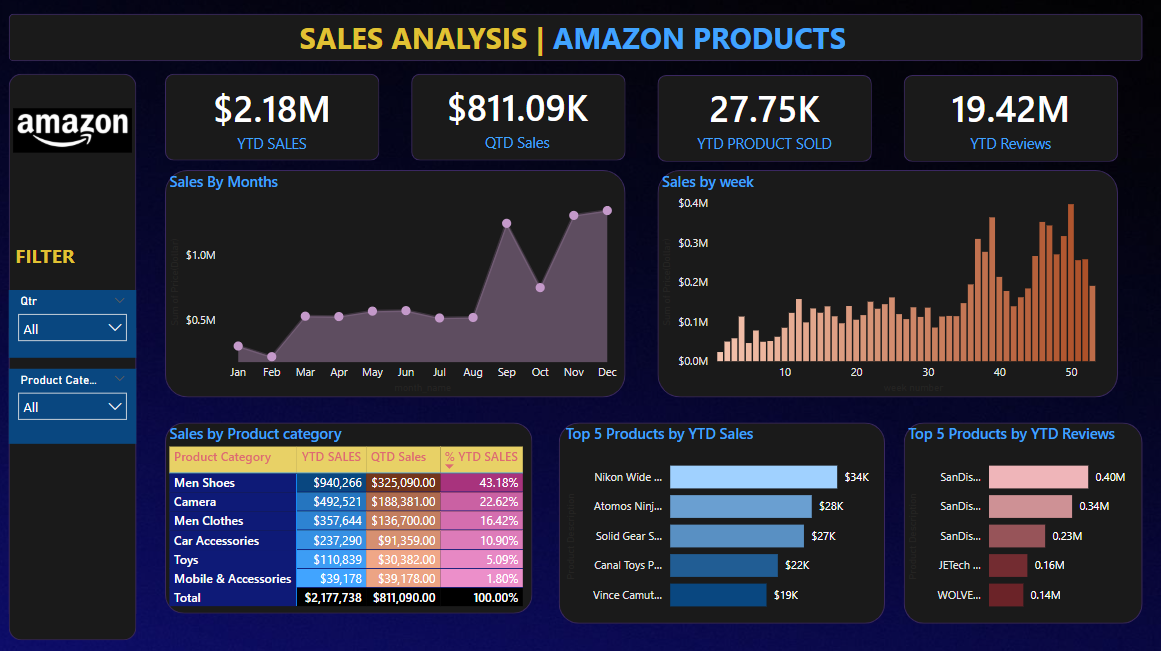 SALES ANALYSIS | AMAZON PRODUCTS
amazon
FILTER
Qtr
All
Product Cate...
All
$2.18M
YTD SALES
$811.09K
QTD Sales
27.75K
YTD PRODUCT SOLD
19.42M
YTD Reviews
Sales By Months
$1.0M
$0.5M
Jan Feb Mar Apr May Jun Jul Aug Sep Oct Nov Dec
month_name
Sales by week
$0.4M
$0.3M
$0.2M
$0.1M
$0.0M
10 20 30 40 50
week number
Sales by Product category
Product Category YTD SALES QTD Sales % YTD SALES
Men Shoes $940,266 $325,090.00 43.18%
Camera $492,521 $188,381.00 22.62%
Men Clothes $357,644 $136,700.00 16.42%
Car Accessories $237,290 $91,359.00 10.90%
Toys $110,839 $30,382.00 5.09%
Mobile & Accessories $39,178 $39,178.00 1.80%
Total $2,177,738 $811,090.00 100.00%
Top 5 Products by YTD Sales
Product Description
Nikon Wide ... $34K
Atomos Ninj... $28K
Solid Gear S... $27K
Canal Toys P... $22K
Vince Camut... $19K
Top 5 Products by YTD Reviews
Product Description
SanDis... 0.40M
SanDis... 0.34M
SanDis... 0.23M
JETech ... 0.16M
WOLVE... 0.14M